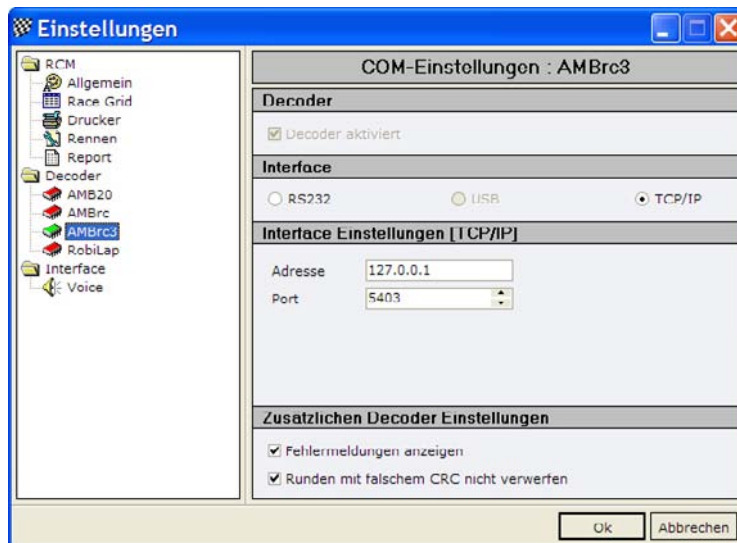 Einstellungen
RCM
Allgemein
Race Grid
Drucker
Rennen
Report
Decoder
AMB20
AMBrc
AMBrc3
RobiLap
Interface
Voice
COM-Einstellungen : AMBrc3
Decoder
Decoder aktiviert
Interface
RS232 USB TCP/IP
Interface Einstellungen [TCP/IP]
Adresse 127.0.0.1
Port 5403
Zusätzlichen Decoder Einstellungen
Fehlermeldungen anzeigen
Runden mit falschem CRC nicht verwerfen
Ok Abbrechen